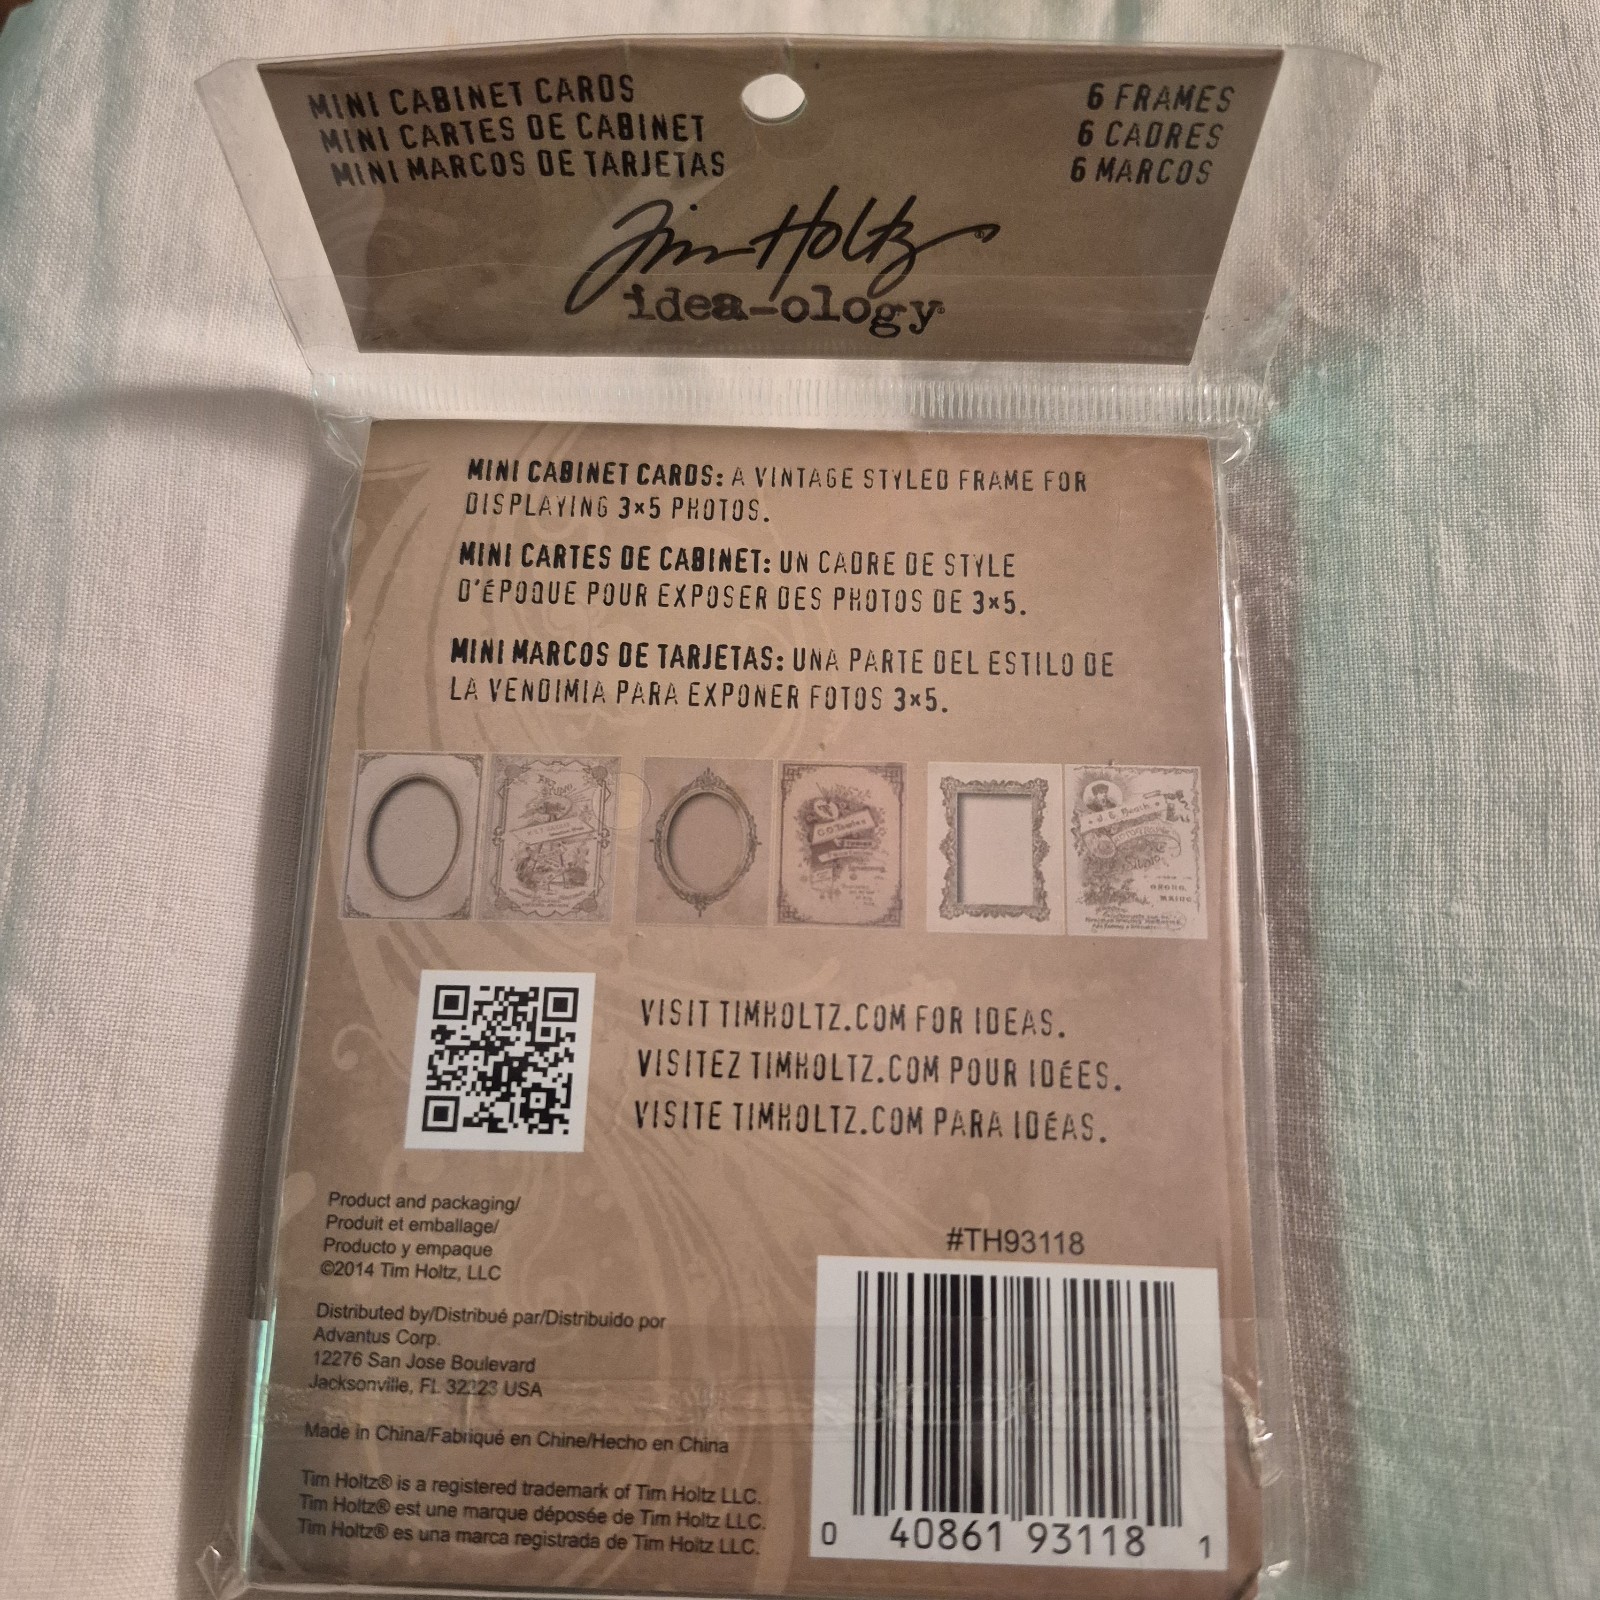 MINI CABINET CARDS
MINI CARTES DE CABINET
MINI MARCOS DE TARJETAS
6 FRAMES
6 CADRES
6 MARCOS
Tim Holtz®
idea-ology®
MINI CABINET CARDS: A VINTAGE STYLED FRAME FOR
DISPLAYING 3×5 PHOTOS.
MINI CARTES DE CABINET: UN CADRE DE STYLE
D'ÉPOQUE POUR EXPOSER DES PHOTOS DE 3×5.
MINI MARCOS DE TARJETAS: UNA PARTE DEL ESTILO DE
LA VENDIMIA PARA EXPONER FOTOS 3×5.
VISIT TIMHOLTZ.COM FOR IDEAS.
VISITEZ TIMHOLTZ.COM POUR IDÉES.
VISITE TIMHOLTZ.COM PARA IDÉAS.
Product and packaging/
Produit et emballage/
Producto y empaque
©2014 Tim Holtz, LLC
Distributed by/Distribué par/Distribuido por
Advantus Corp.
12276 San Jose Boulevard
Jacksonville, FL 32223 USA
Made in China/Fabriqué en Chine/Hecho en China
Tim Holtz® is a registered trademark of Tim Holtz LLC.
Tim Holtz® est une marque déposée de Tim Holtz LLC.
Tim Holtz® es una marca registrada de Tim Holtz LLC.
#TH93118
0 40861 93118 1